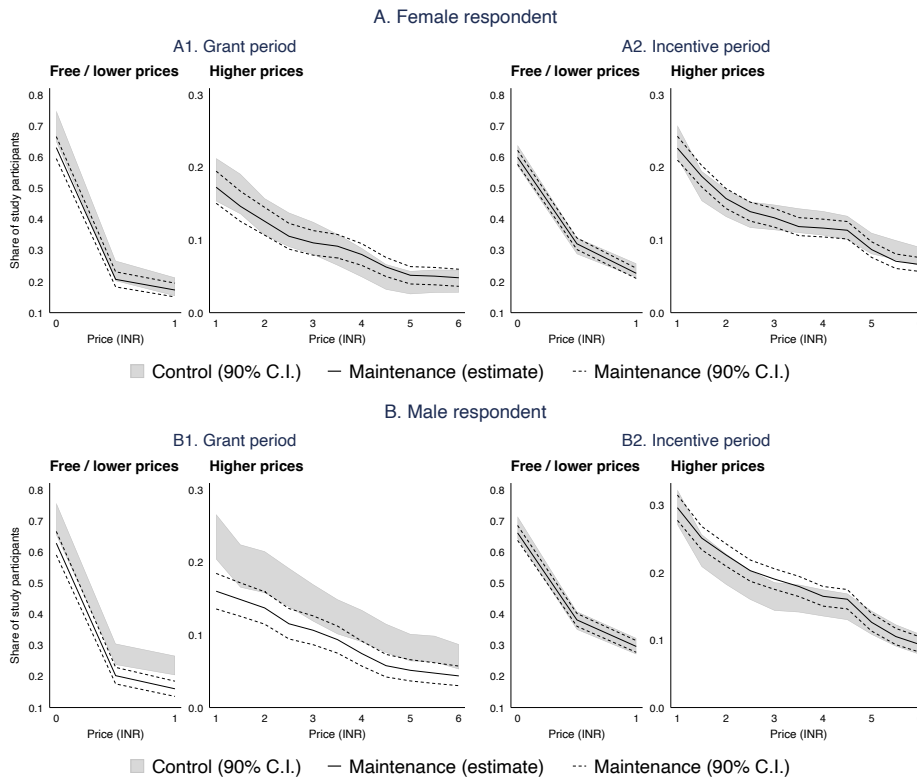 A. Female respondent
A1. Grant period
A2. Incentive period
Free / lower prices
Higher prices
Free / lower prices
Higher prices
Share of study participants
0.8
0.7
0.6
0.5
0.4
0.3
0.2
0.1
0
1
Price (INR)
0.3
0.2
0.1
0.0
1
2
3
4
5
6
Price (INR)
0.8
0.7
0.6
0.5
0.4
0.3
0.2
0.1
0
1
Price (INR)
0.3
0.2
0.1
0.0
1
2
3
4
5
Price (INR)
Control (90% C.I.)
Maintenance (estimate)
Maintenance (90% C.I.)
B. Male respondent
B1. Grant period
B2. Incentive period
Free / lower prices
Higher prices
Free / lower prices
Higher prices
Share of study participants
0.8
0.7
0.6
0.5
0.4
0.3
0.2
0.1
0
1
Price (INR)
0.3
0.2
0.1
0.0
1
2
3
4
5
6
Price (INR)
0.8
0.7
0.6
0.5
0.4
0.3
0.2
0.1
0
1
Price (INR)
0.3
0.2
0.1
0.0
1
2
3
4
5
Price (INR)
Control (90% C.I.)
Maintenance (estimate)
Maintenance (90% C.I.)